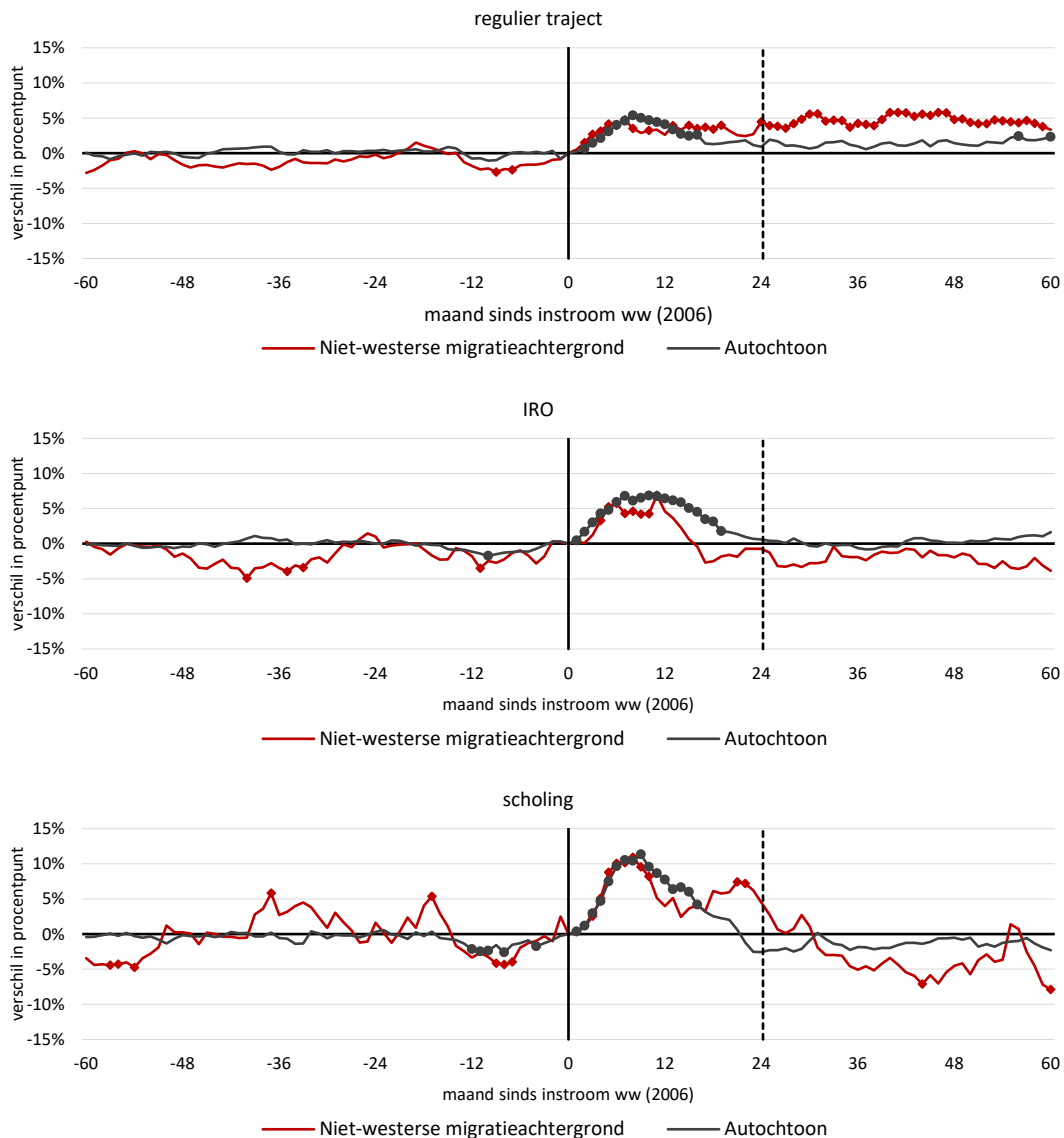 regulier traject
verschil in procentpunt
15%
10%
5%
0%
-5%
-10%
-15%
-60 -48 -36 -24 -12 0 12 24 36 48 60
maand sinds instroom ww (2006)
Niet-westerse migratieachtergrond Autochtoon
IRO
verschil in procentpunt
15%
10%
5%
0%
-5%
-10%
-15%
-60 -48 -36 -24 -12 0 12 24 36 48 60
maand sinds instroom ww (2006)
Niet-westerse migratieachtergrond Autochtoon
scholing
verschil in procentpunt
15%
10%
5%
0%
-5%
-10%
-15%
-60 -48 -36 -24 -12 0 12 24 36 48 60
maand sinds instroom ww (2006)
Niet-westerse migratieachtergrond Autochtoon